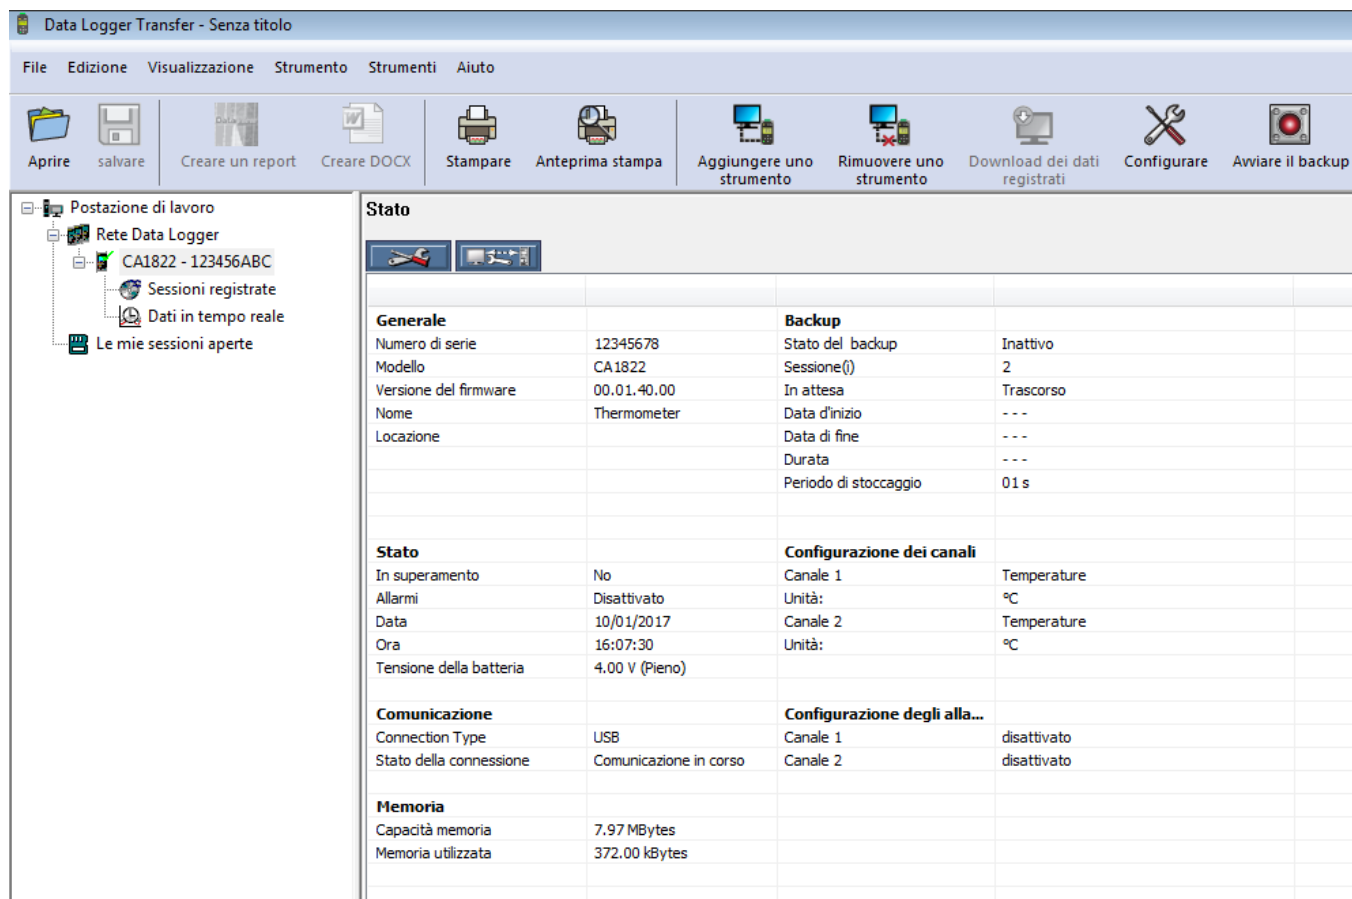 Data Logger Transfer - Senza titolo
File Edizione Visualizzazione Strumento Strumenti Aiuto
Aprire salvare Creare un report Creare DOCX Stampare Anteprima stampa Aggiungere uno strumento Rimuovere uno strumento Download dei dati registrati Configurare Avviare il backup
Postazione di lavoro
Rete Data Logger
CA1822 - 123456ABC
Sessioni registrate
Dati in tempo reale
Le mie sessioni aperte
Stato
Generale Backup
Numero di serie 12345678 Stato del backup Inattivo
Modello CA1822 Sessione(i) 2
Versione del firmware 00.01.40.00 In attesa Trascorso
Nome Thermometer Data d'inizio - - -
Locazione Data di fine - - -
Durata - - -
Periodo di stoccaggio 01 s
Stato Configurazione dei canali
In superamento No Canale 1 Temperature
Allarmi Disattivato Unità: °C
Data 10/01/2017 Canale 2 Temperature
Ora 16:07:30 Unità: °C
Tensione della batteria 4.00 V (Pieno)
Comunicazione Configurazione degli alla...
Connection Type USB Canale 1 disattivato
Stato della connessione Comunicazione in corso Canale 2 disattivato
Memoria
Capacità memoria 7.97 MBytes
Memoria utilizzata 372.00 kBytes